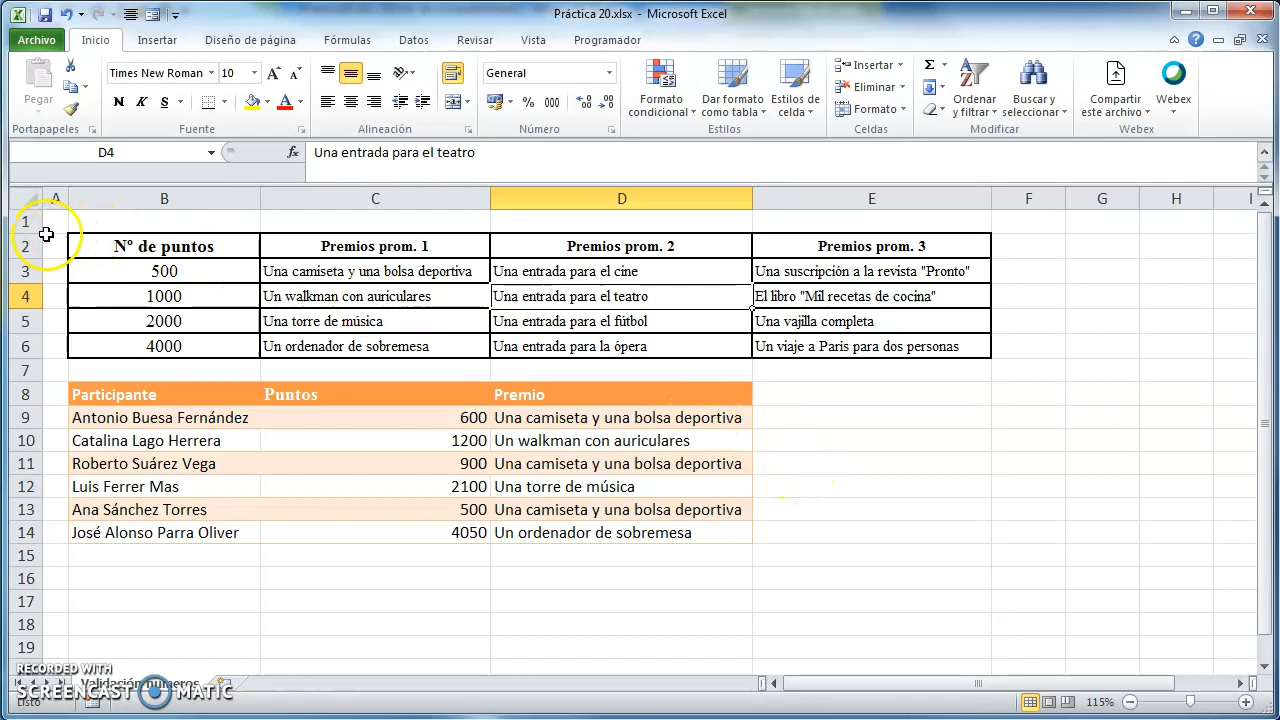 Práctica 20.xlsx - Microsoft Excel
Archivo Inicio Insertar Diseño de página Fórmulas Datos Revisar Vista Programador
Pegar
Times New Roman 10
N K S
General
% 000
Formato condicional
Dar formato como tabla
Estilos de celda
Insertar
Eliminar
Formato
Σ
Ordenar y filtrar
Buscar y seleccionar
Compartir este archivo
Webex
Portapapeles Fuente Alineación Número Estilos Celdas Modificar Webex
D4 fx Una entrada para el teatro
A B C D E F G H I
1
2 Nº de puntos Premios prom. 1 Premios prom. 2 Premios prom. 3
3 500 Una camiseta y una bolsa deportiva Una entrada para el cine Una suscripción a la revista "Pronto"
4 1000 Un walkman con auriculares Una entrada para el teatro El libro "Mil recetas de cocina"
5 2000 Una torre de música Una entrada para el fútbol Una vajilla completa
6 4000 Un ordenador de sobremesa Una entrada para la ópera Un viaje a París para dos personas
7
8 Participante Puntos Premio
9 Antonio Buesa Fernández 600 Una camiseta y una bolsa deportiva
10 Catalina Lago Herrera 1200 Un walkman con auriculares
11 Roberto Suárez Vega 900 Una camiseta y una bolsa deportiva
12 Luis Ferrer Mas 2100 Una torre de música
13 Ana Sánchez Torres 500 Una camiseta y una bolsa deportiva
14 José Alonso Parra Oliver 4050 Un ordenador de sobremesa
15
16
17
18
19
RECORDED WITH
Validación números
SCREENCAST MATIC
Listo 115%